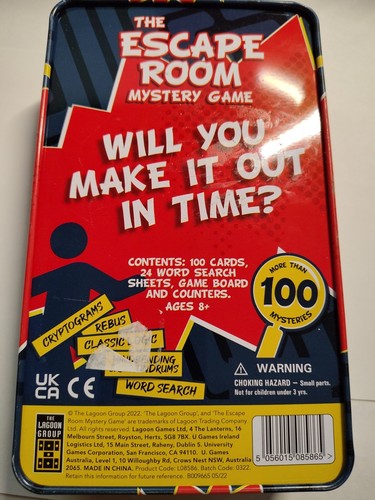 THE
ESCAPE
ROOM
MYSTERY GAME
WILL YOU
MAKE IT OUT
IN TIME?
CONTENTS: 100 CARDS,
24 WORD SEARCH
SHEETS, GAME BOARD
AND COUNTERS.
AGES 8+
MORE THAN
100
MYSTERIES
CRYPTOGRAMS
REBUS
CLASSIC LOGIC
WORD SEARCH
UK
CA CE
WARNING
CHOKING HAZARD – Small parts.
Not for children under 3 yrs.
THE
LAGOON
GROUP
© The Lagoon Group 2022. 'The Lagoon Group', and 'The Escape
Room Mystery Game' are trademarks of Lagoon Trading Company
Ltd. All rights reserved. Lagoon Games Ltd, 4 The Lanterns, 16
Melbourn Street, Royston, Herts, SG8 7BX. U Games Ireland
Logistics Ltd, 15 Main Street, Raheny, Dublin 5. University
Games Corporation, San Francisco, CA 94110. U. Games
Australia, Level 1, 10 Willoughby Rd, Crows Nest NSW, Australia
2065. MADE IN CHINA. Product Code: L08586. Batch Code: 0322.
Retain this information for future reference. B009665.05/22
5 056015 085865 >